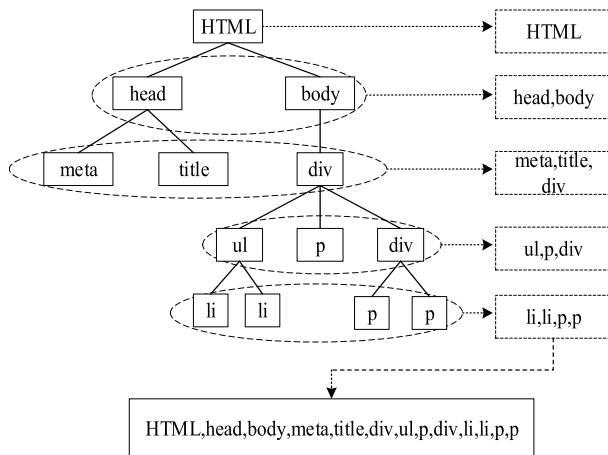 HTML
HTML
head
body
head,body
meta
title
div
meta,title,
div
ul
p
div
ul,p,div
li
li
p
p
li,li,p,p
HTML,head,body,meta,title,div,ul,p,div,li,li,p,p